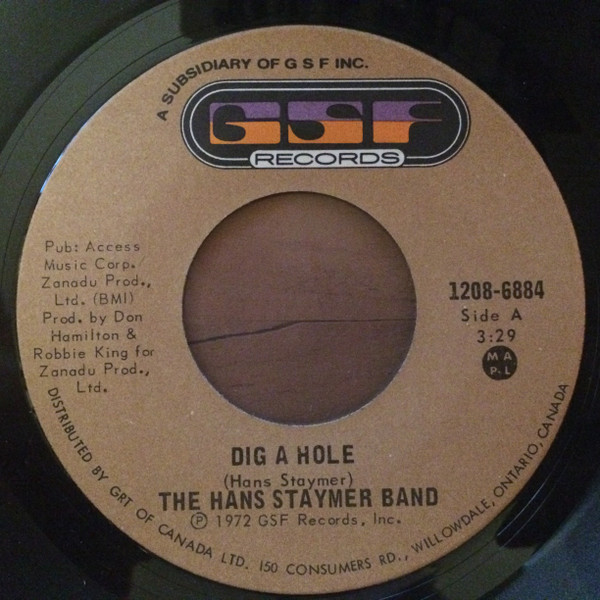 A SUBSIDIARY OF G S F INC.
GSF
RECORDS
Pub: Access
Music Corp./
Zanadu Prod.,
Ltd. (BMI)
Prod. by Don
Hamilton &
Robbie King for
Zanadu Prod.,
Ltd.
1208-6884
Side A
3:29
M A
P.L
DIG A HOLE
(Hans Staymer)
THE HANS STAYMER BAND
Ⓟ 1972 GSF Records, Inc.
DISTRIBUTED BY GRT OF CANADA LTD. 150 CONSUMERS RD., WILLOWDALE, ONTARIO, CANADA